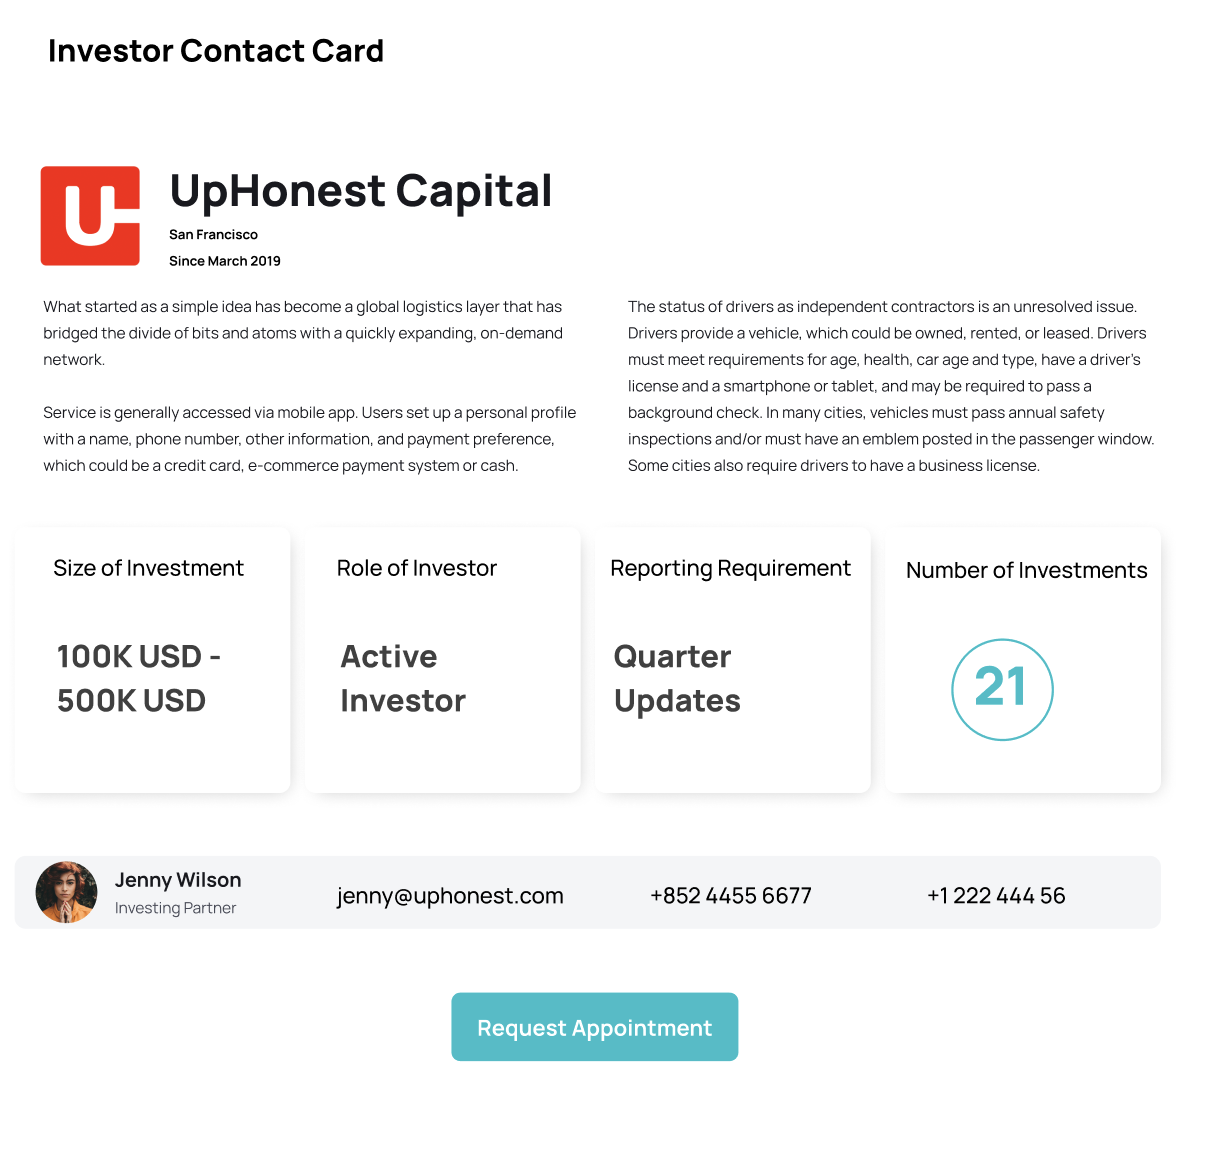 Investor Contact Card
U
UpHonest Capital
San Francisco
Since March 2019
What started as a simple idea has become a global logistics layer that has
bridged the divide of bits and atoms with a quickly expanding, on-demand
network.
Service is generally accessed via mobile app. Users set up a personal profile
with a name, phone number, other information, and payment preference,
which could be a credit card, e-commerce payment system or cash.
The status of drivers as independent contractors is an unresolved issue.
Drivers provide a vehicle, which could be owned, rented, or leased. Drivers
must meet requirements for age, health, car age and type, have a driver's
license and a smartphone or tablet, and may be required to pass a
background check. In many cities, vehicles must pass annual safety
inspections and/or must have an emblem posted in the passenger window.
Some cities also require drivers to have a business license.
Size of Investment
100K USD -
500K USD
Role of Investor
Active
Investor
Reporting Requirement
Quarter
Updates
Number of Investments
21
Jenny Wilson
Investing Partner
jenny@uphonest.com
+852 4455 6677
+1 222 444 56
Request Appointment